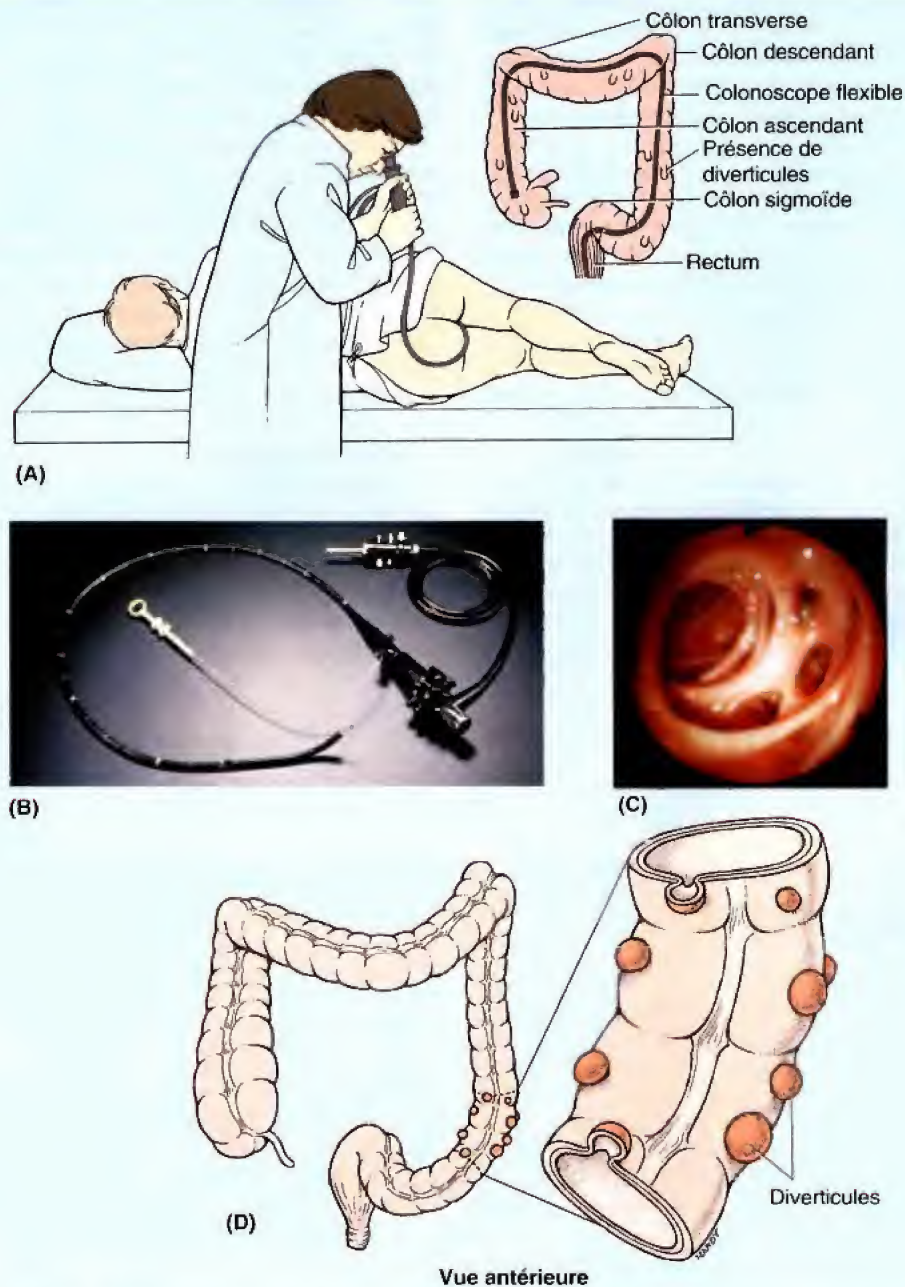 Côlon transverse
Côlon descendant
Colonoscope flexible
Côlon ascendant
Présence de
diverticules
Côlon sigmoïde
Rectum
(A)
(B)
(C)
Diverticules
(D)
Vue antérieure